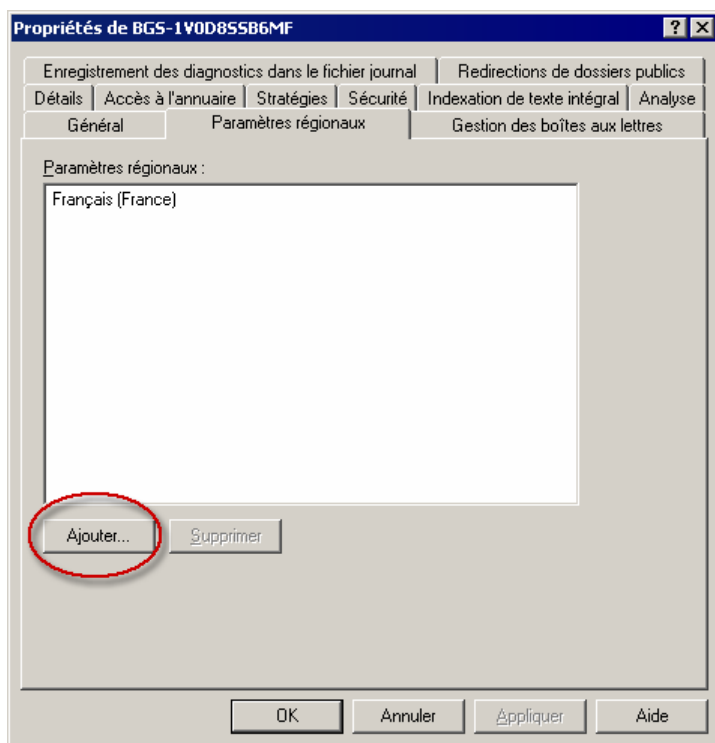 Propriétés de BGS-1V0D8SSB6MF
Enregistrement des diagnostics dans le fichier journal Redirections de dossiers publics
Détails Accès à l'annuaire Stratégies Sécurité Indexation de texte intégral Analyse
Général Paramètres régionaux Gestion des boîtes aux lettres
Paramètres régionaux :
Français (France)
Ajouter... Supprimer
OK Annuler Appliquer Aide